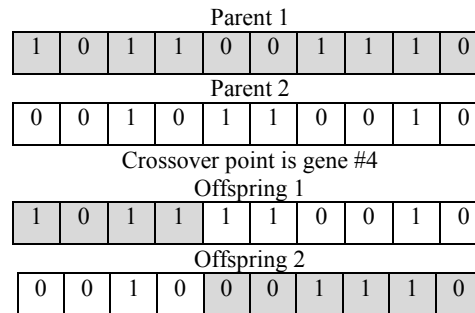 Parent 1
1 0 1 1 0 0 1 1 1 0
Parent 2
0 0 1 0 1 1 0 0 1 0
Crossover point is gene #4
Offspring 1
1 0 1 1 1 1 0 0 1 0
Offspring 2
0 0 1 0 0 0 1 1 1 0